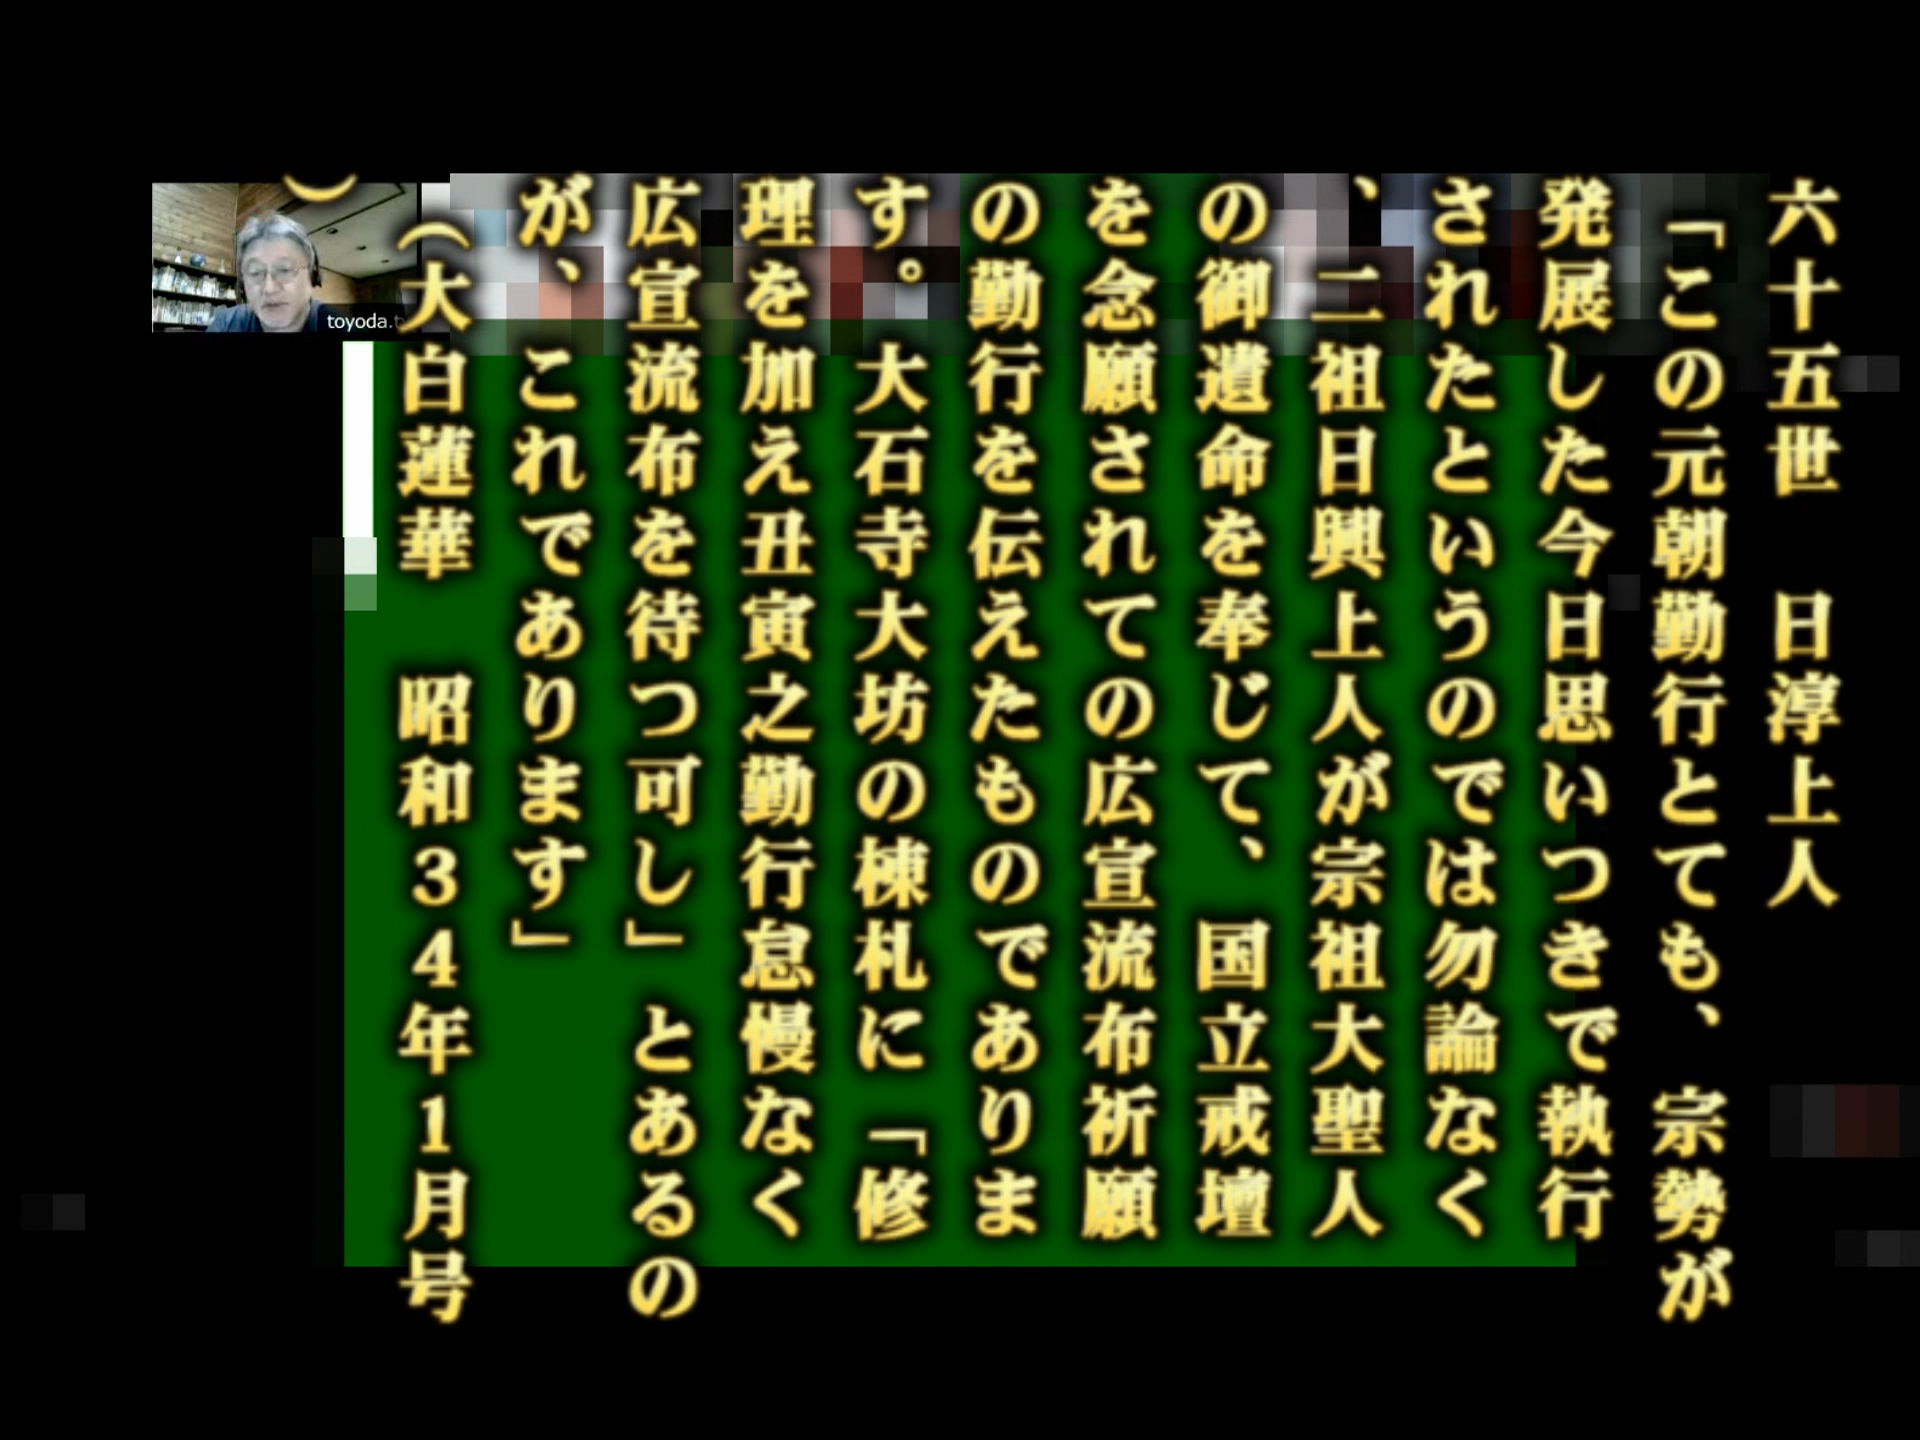 六十五世　日淳上人
「この元朝勤行とても、宗勢が
発展した今日思いつきで執行
されたというのでは勿論なく
、二祖日興上人が宗祖大聖人
の御遺命を奉じて、国立戒壇
を念願されての広宣流布祈願
の勤行を伝えたものでありま
す。大石寺大坊の棟札に「修
理を加え丑寅之勤行怠慢なく
広宣流布を待つ可し」とあるの
が、これであります」
（大白蓮華　昭和３４年１月号
）
toyoda.